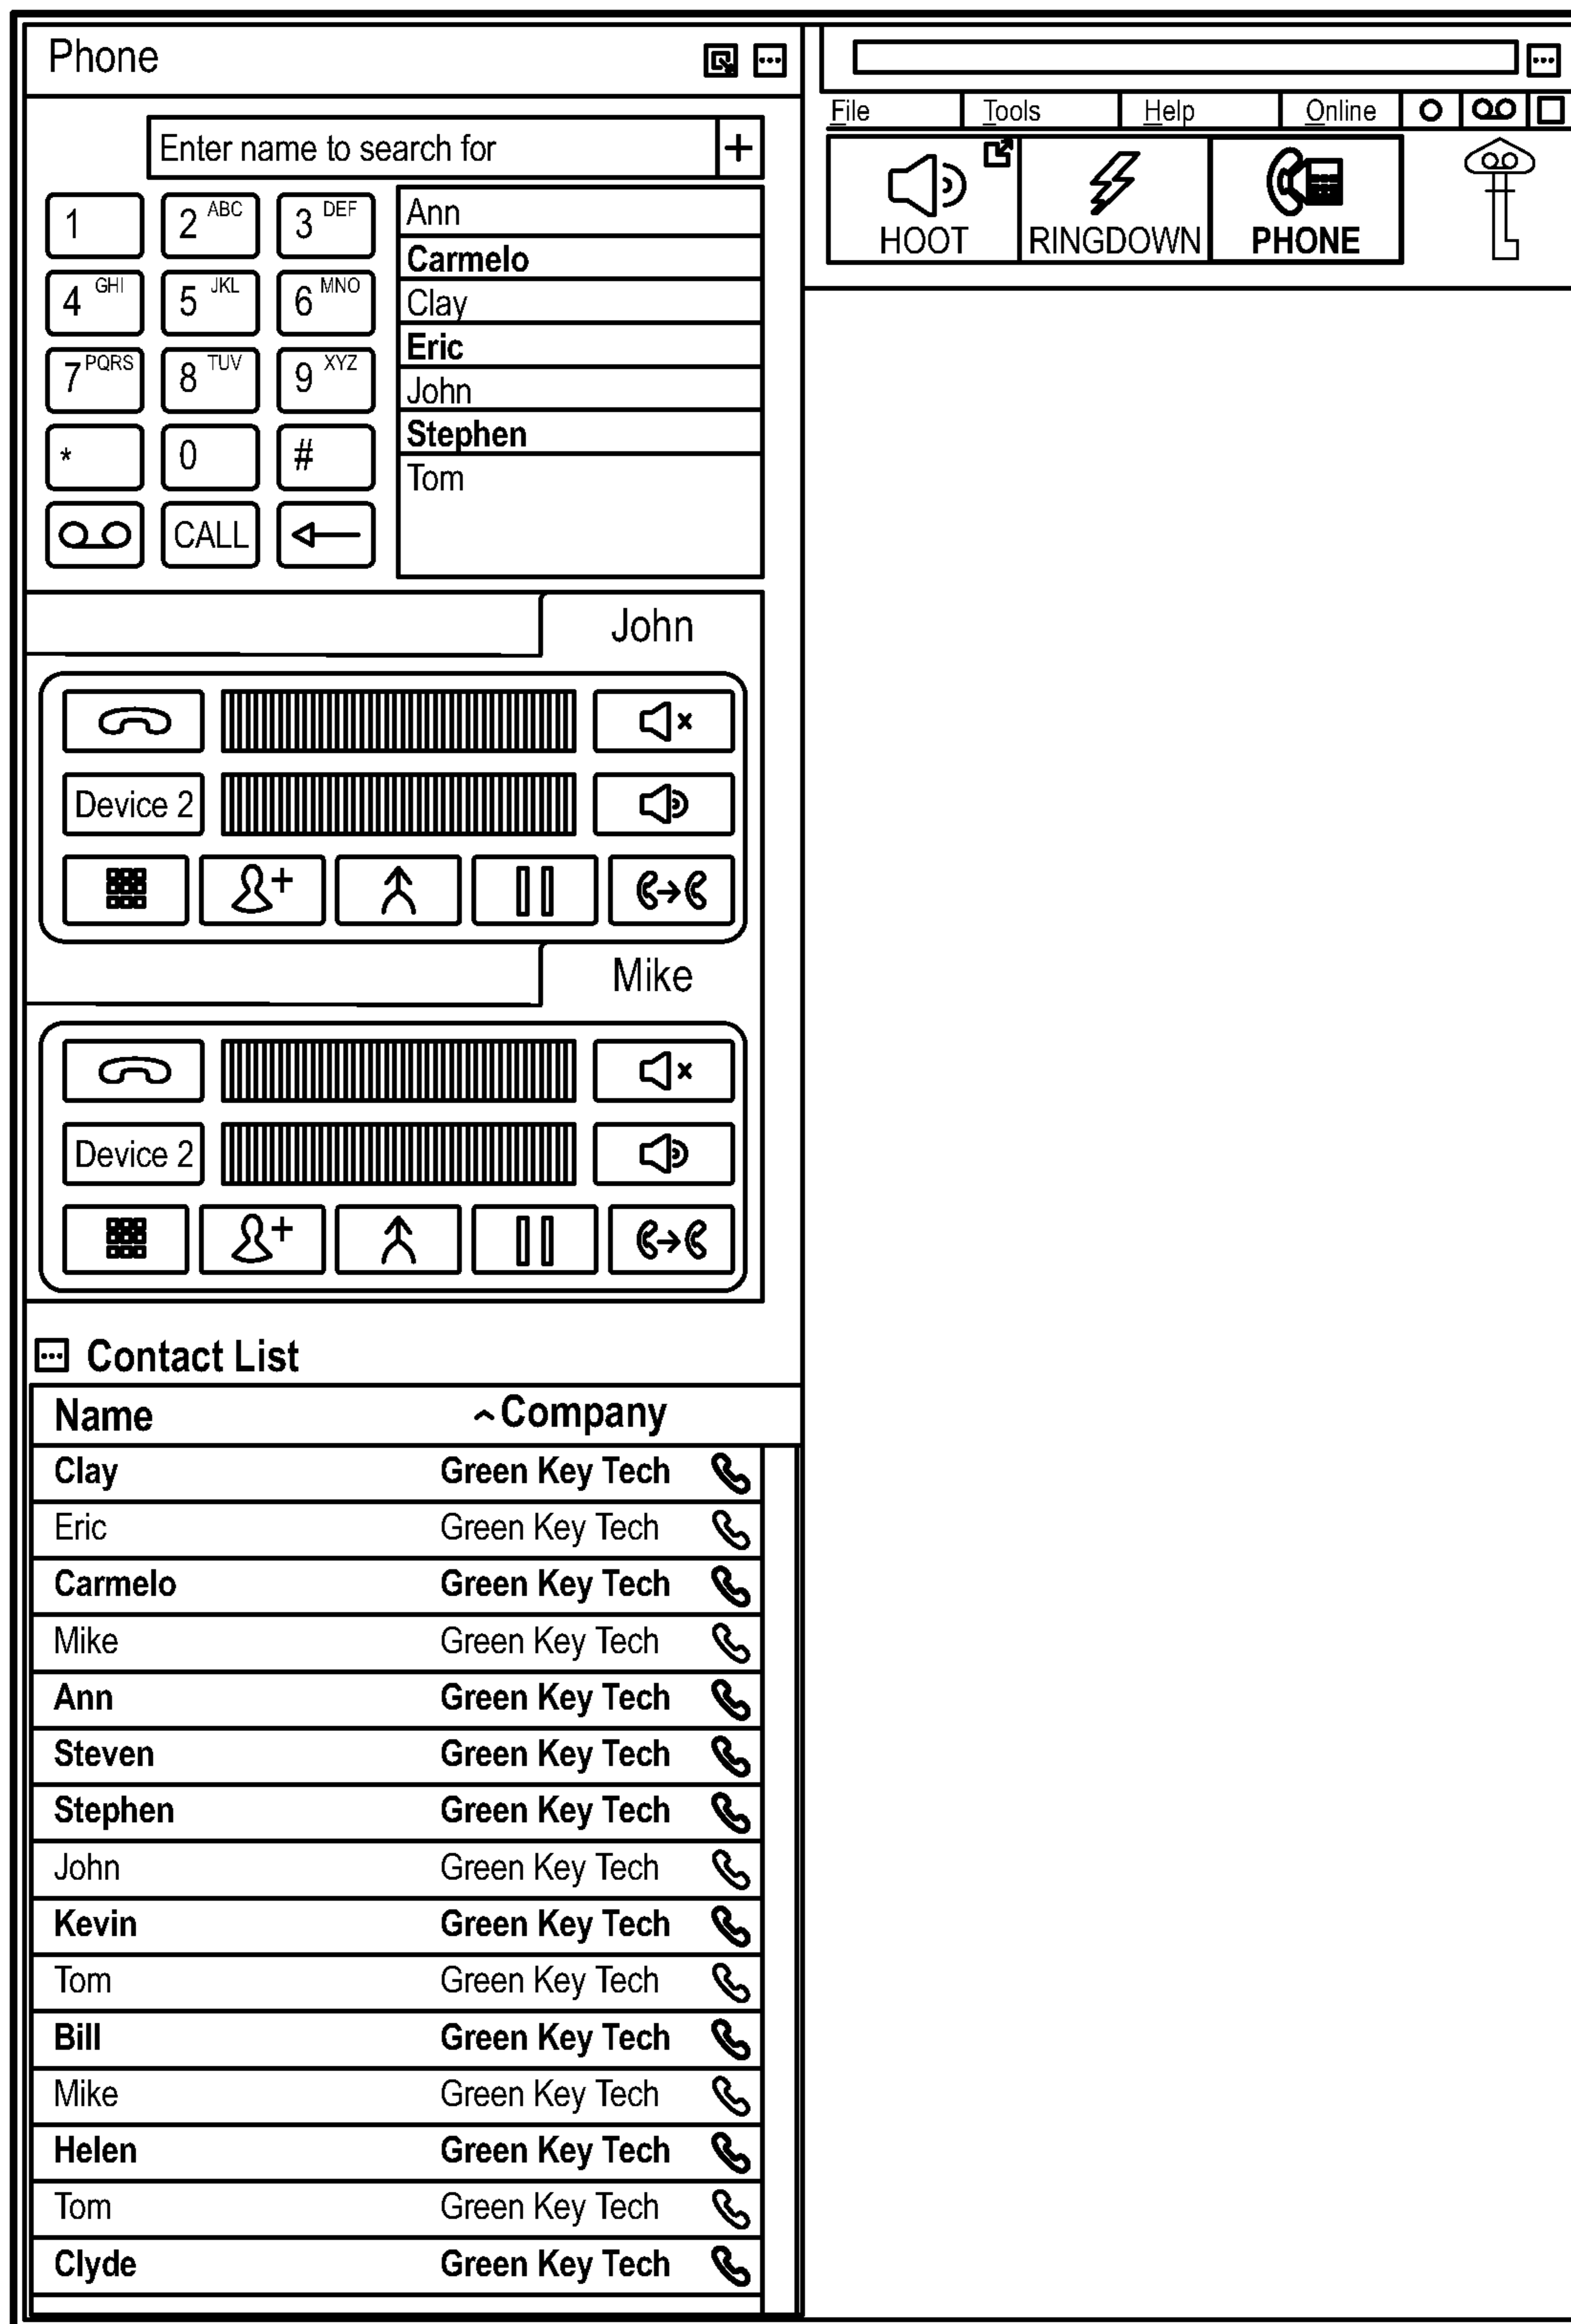 Phone
Enter name to search for +
1 2 ABC 3 DEF
4 GHI 5 JKL 6 MNO
7 PQRS 8 TUV 9 XYZ
* 0 #
CALL
Ann
Carmelo
Clay
Eric
John
Stephen
Tom
John
Device 2
Mike
Device 2
Contact List
Name Company
Clay Green Key Tech
Eric Green Key Tech
Carmelo Green Key Tech
Mike Green Key Tech
Ann Green Key Tech
Steven Green Key Tech
Stephen Green Key Tech
John Green Key Tech
Kevin Green Key Tech
Tom Green Key Tech
Bill Green Key Tech
Mike Green Key Tech
Helen Green Key Tech
Tom Green Key Tech
Clyde Green Key Tech
File Tools Help Online
HOOT RINGDOWN PHONE